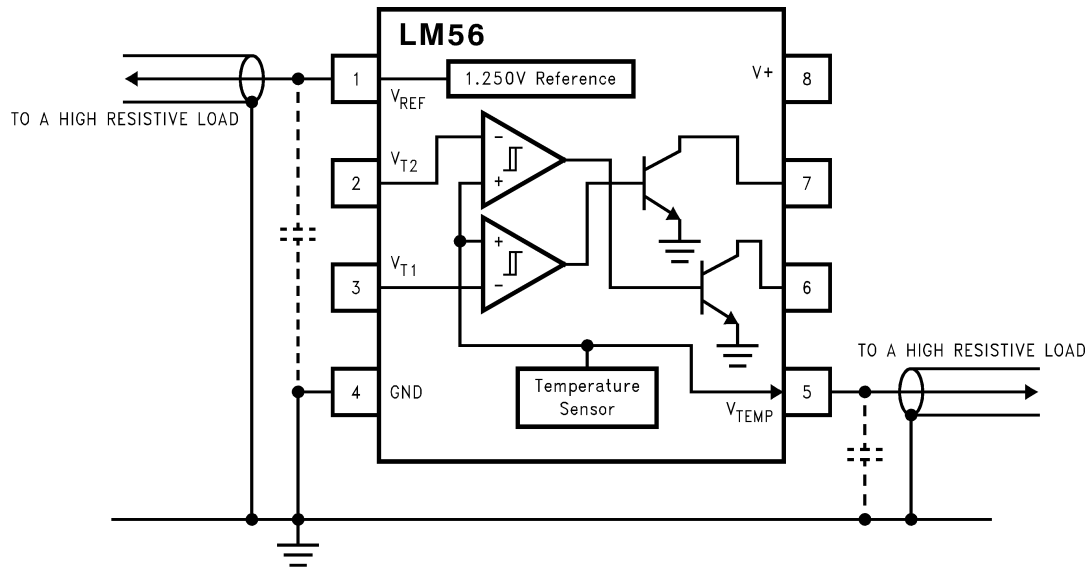 LM56
1 1.250V Reference V+ 8
VREF
TO A HIGH RESISTIVE LOAD
VT2
−
2 7
+
+
VT1
3 − 6
TO A HIGH RESISTIVE LOAD
4 GND Temperature 5
Sensor VTEMP